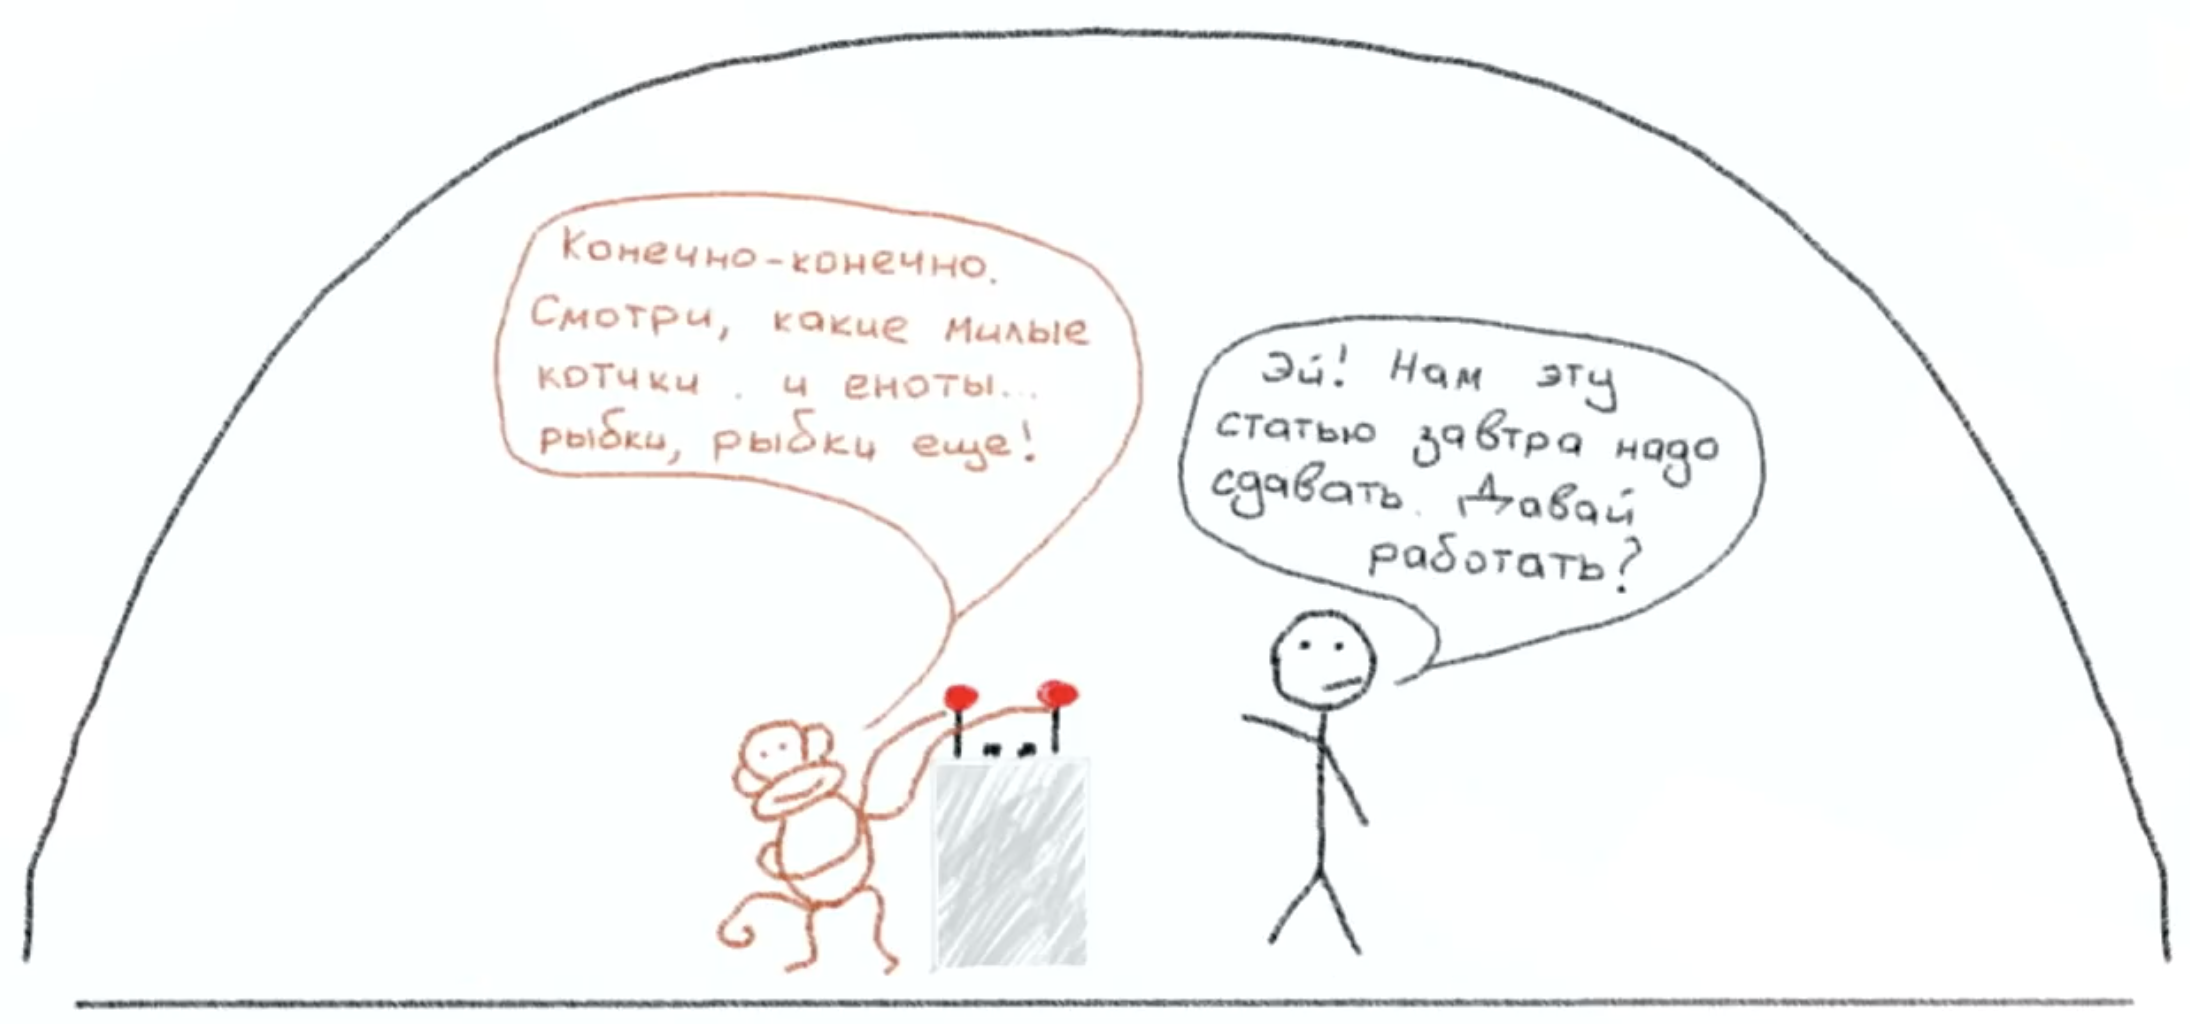 Конечно-конечно.
Смотри, какие милые
котики . и еноты...
рыбки, рыбки еще!
Эй! Нам эту
статью завтра надо
сдавать. Давай
работать?